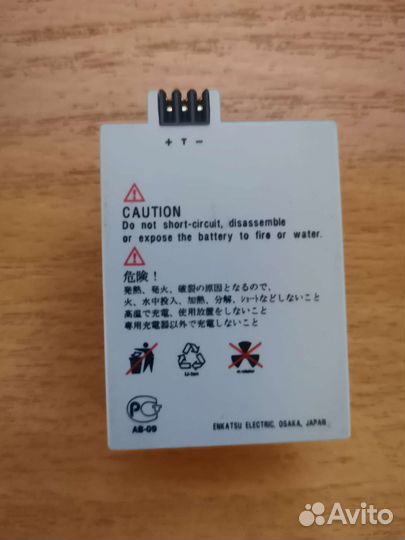 + T −
CAUTION
Do not short-circuit, disassemble
or expose the battery to fire or water.
危険!
発熱、発火、破裂の原因となるので、
火、水中投入、加熱、分解、ショートなどしないこと
高温で充電、使用放置をしないこと
専用充電器以外で充電しないこと
Li-ion
PG
AB-09
ENKATSU ELECTRIC, OSAKA, JAPAN
Avito